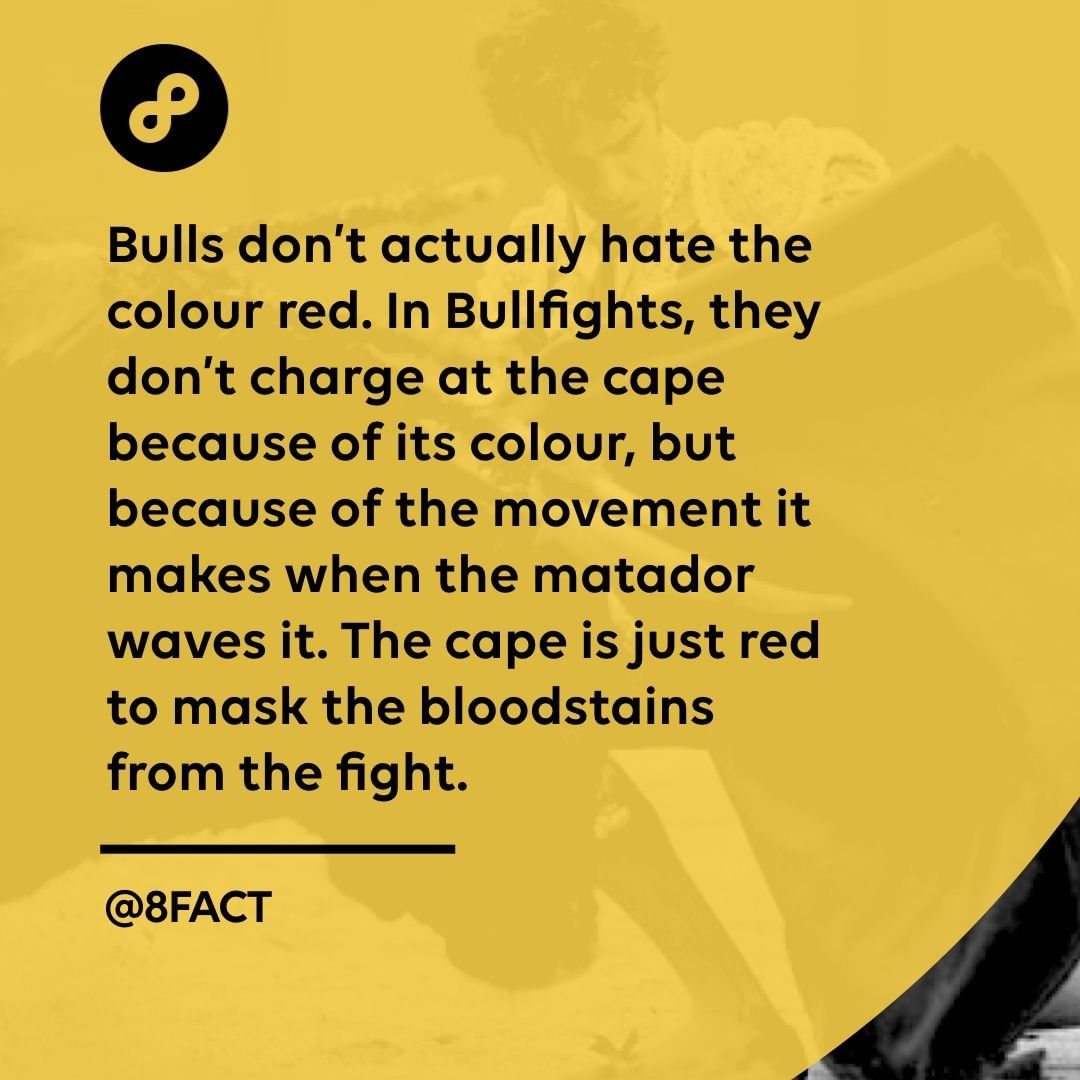 Bulls don't actually hate the
colour red. In Bullfights, they
don't charge at the cape
because of its colour, but
because of the movement it
makes when the matador
waves it. The cape is just red
to mask the bloodstains
from the fight.
@8FACT